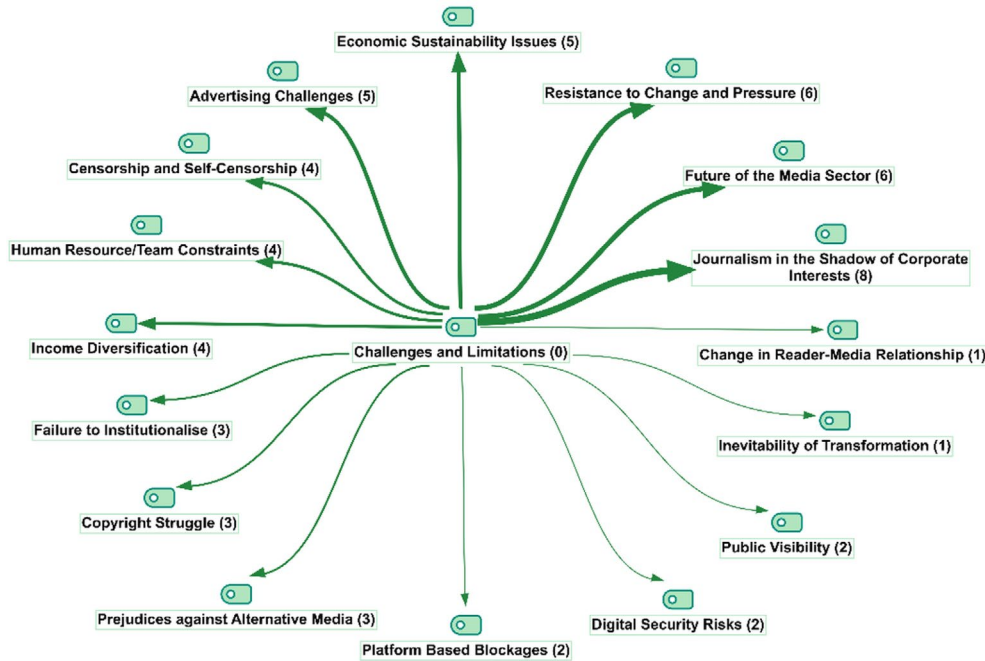 Economic Sustainability Issues (5)
Advertising Challenges (5)
Resistance to Change and Pressure (6)
Censorship and Self-Censorship (4)
Future of the Media Sector (6)
Human Resource/Team Constraints (4)
Journalism in the Shadow of Corporate
Interests (8)
Income Diversification (4)
Challenges and Limitations (0)
Change in Reader-Media Relationship (1)
Failure to Institutionalise (3)
Inevitability of Transformation (1)
Copyright Struggle (3)
Public Visibility (2)
Prejudices against Alternative Media (3)
Digital Security Risks (2)
Platform Based Blockages (2)